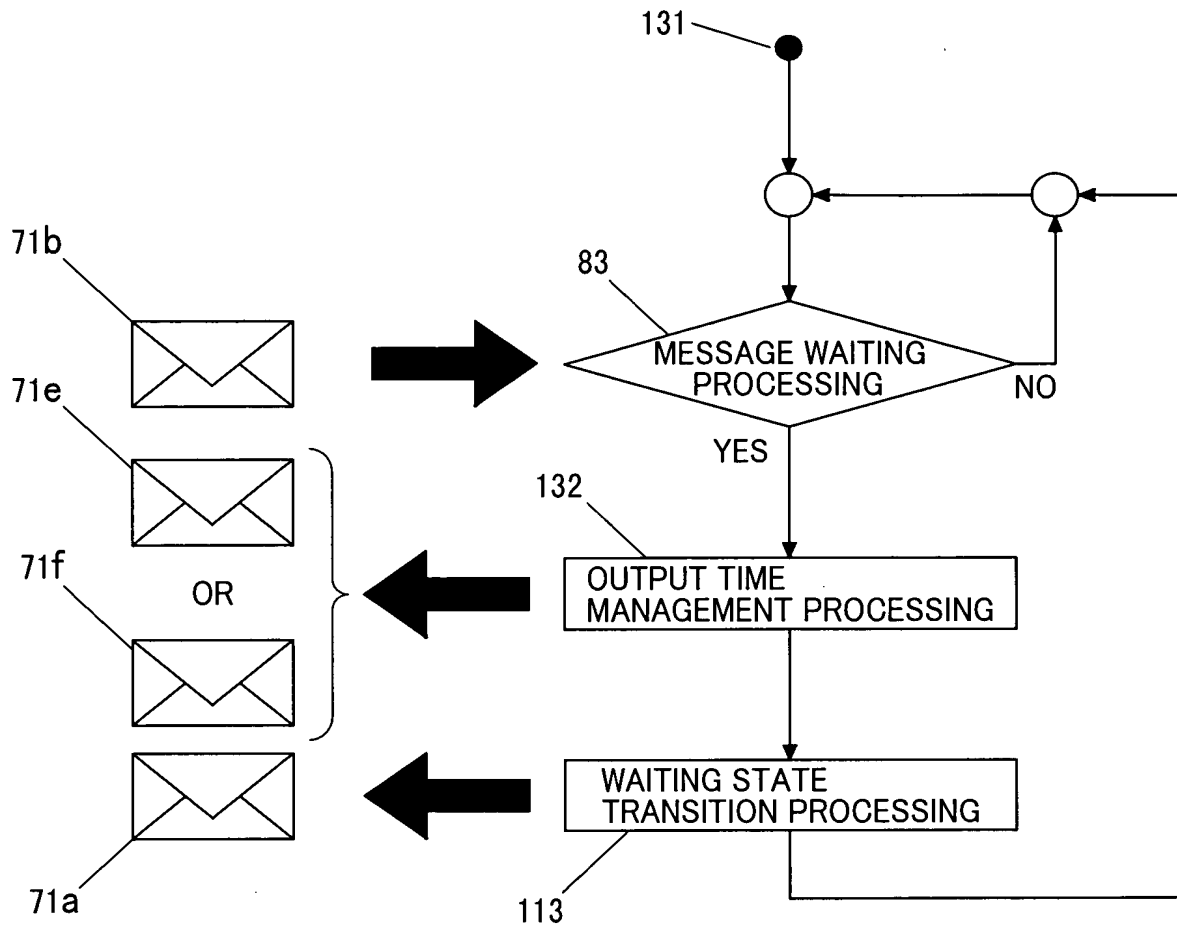 131
71b
83
MESSAGE WAITING
PROCESSING
NO
71e
YES
132
71f
OR
OUTPUT TIME
MANAGEMENT PROCESSING
WAITING STATE
TRANSITION PROCESSING
71a
113